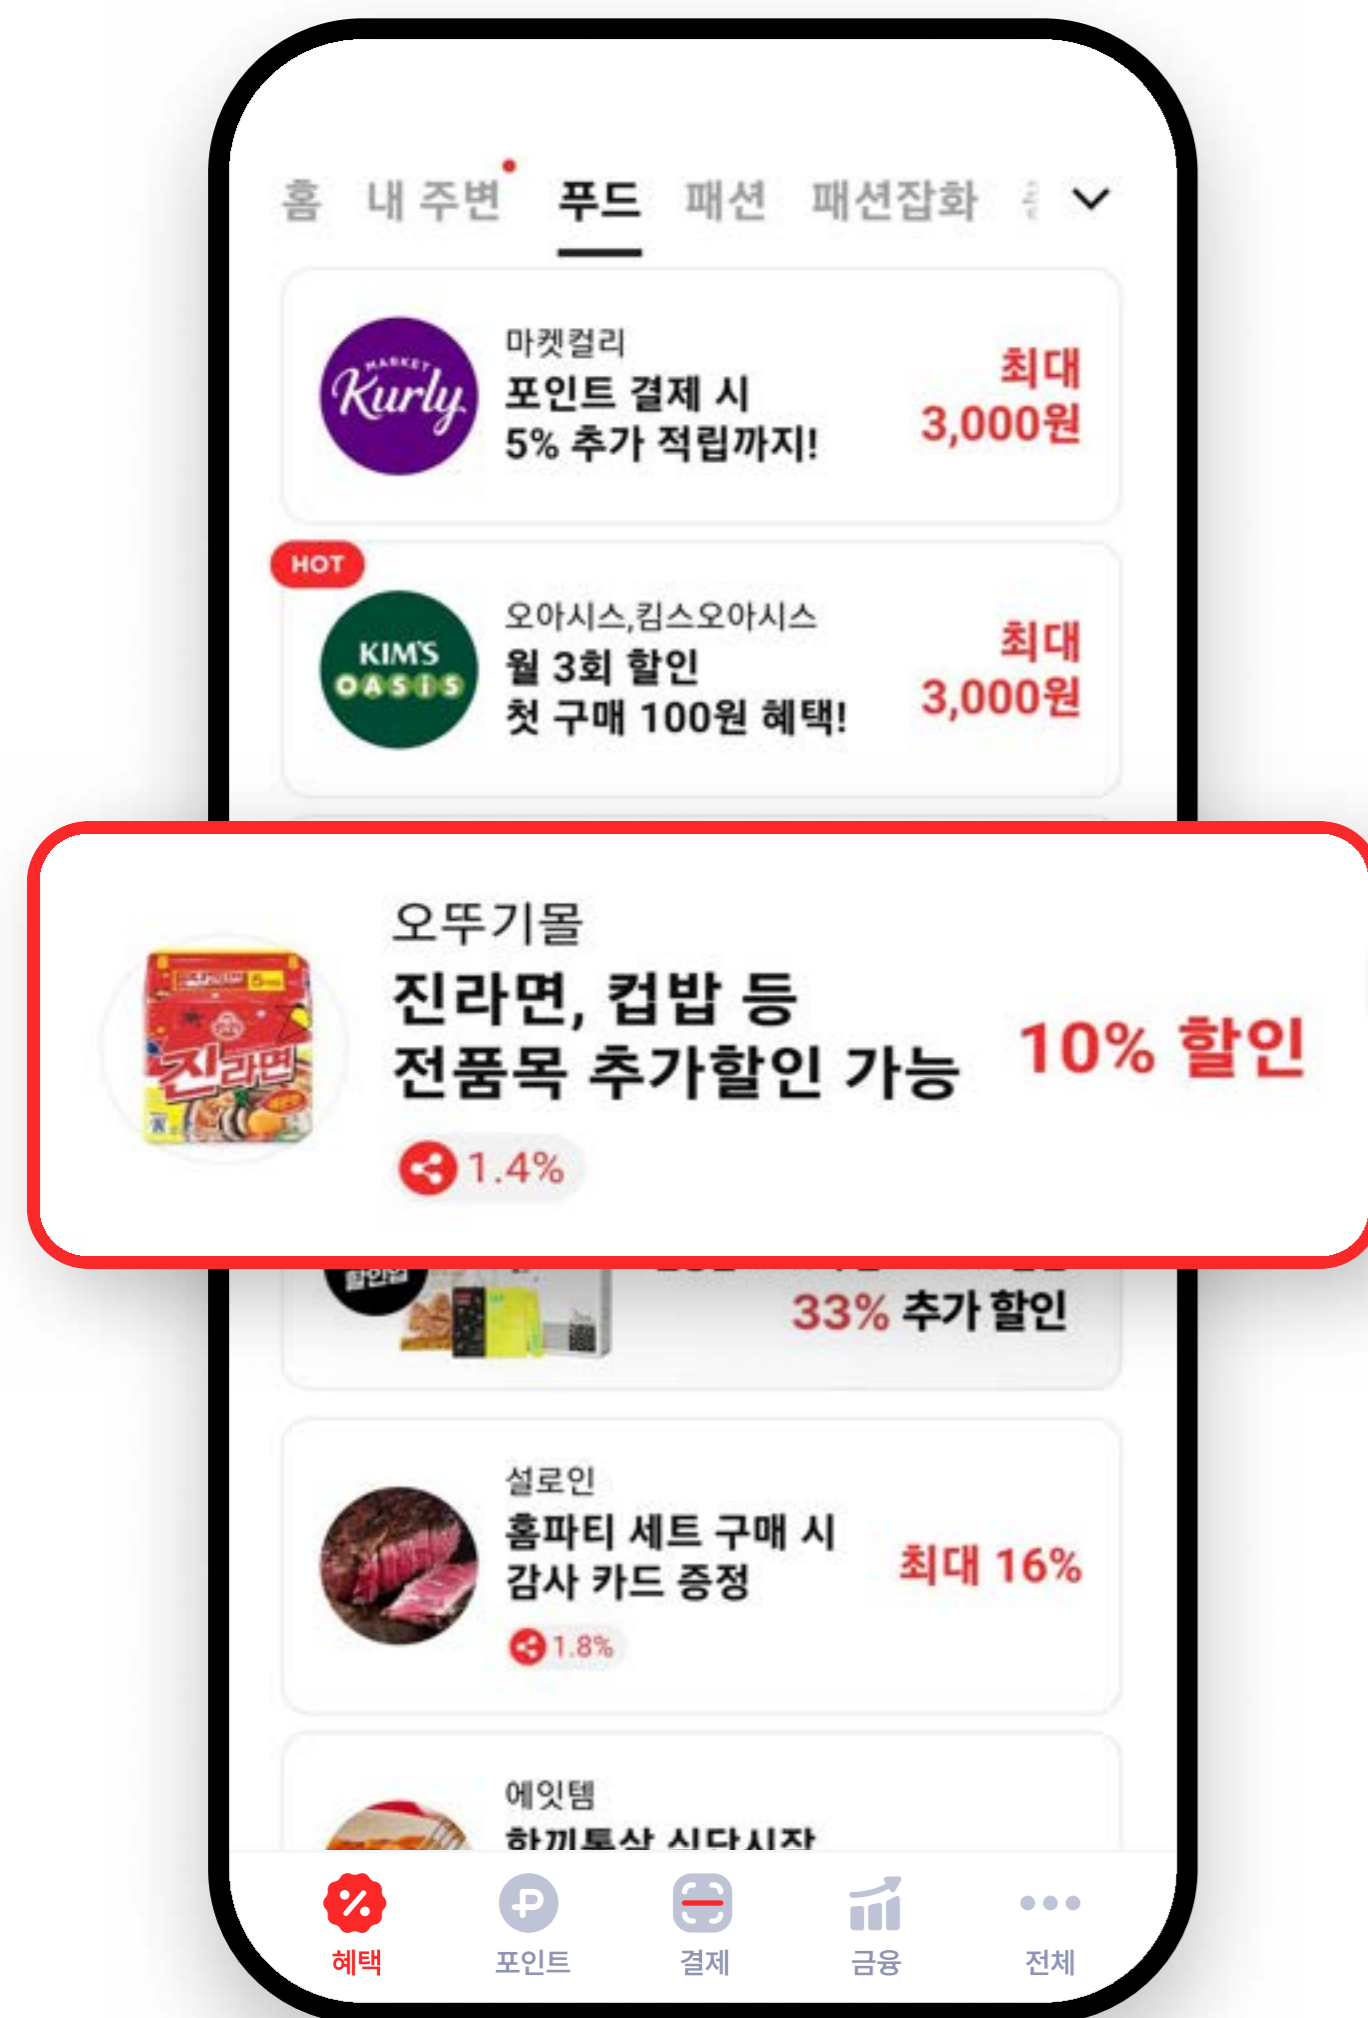 홈 내 주변 푸드 패션 패션잡화
MARKET
Kurly
마켓컬리
포인트 결제 시
5% 추가 적립까지!
최대
3,000원
HOT
KIM'S
OASIS
오아시스,킴스오아시스
월 3회 할인
첫 구매 100원 혜택!
최대
3,000원
진라면
오뚜기몰
진라면, 컵밥 등
전품목 추가할인 가능
1.4%
10% 할인
33% 추가 할인
설로인
홈파티 세트 구매 시
감사 카드 증정
1.8%
최대 16%
에잇템
혜택 포인트 결제 금융 전체